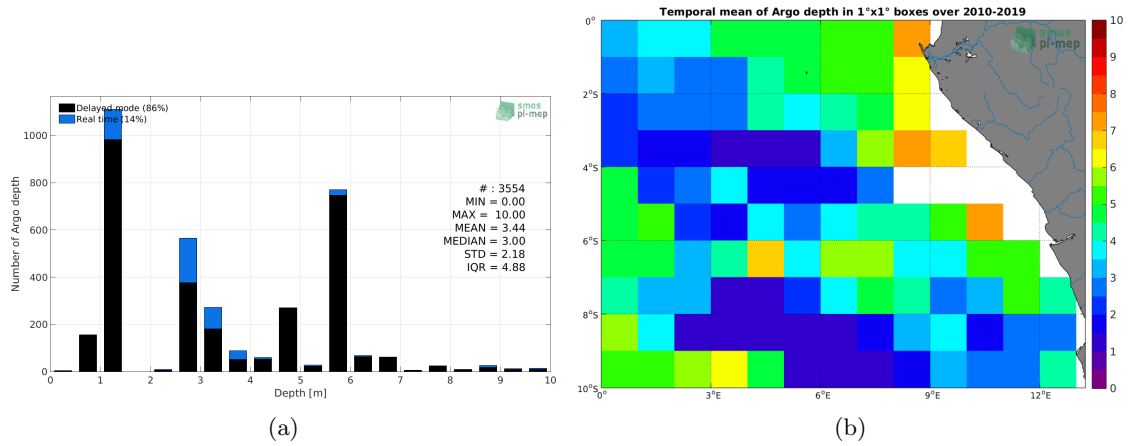 Delayed mode (86%)
Real time (14%)
smos
pi-mep
Number of Argo depth
1000
800
600
400
200
0
# : 3554
MIN = 0.00
MAX = 10.00
MEAN = 3.44
MEDIAN = 3.00
STD = 2.18
IQR = 4.88
0 1 2 3 4 5 6 7 8 9 10
Depth [m]
(a)
Temporal mean of Argo depth in 1°x1° boxes over 2010-2019
smos
pi-mep
0°
2°S
4°S
6°S
8°S
10°S
0° 3°E 6°E 9°E 12°E
10
9
8
7
6
5
4
3
2
1
0
(b)